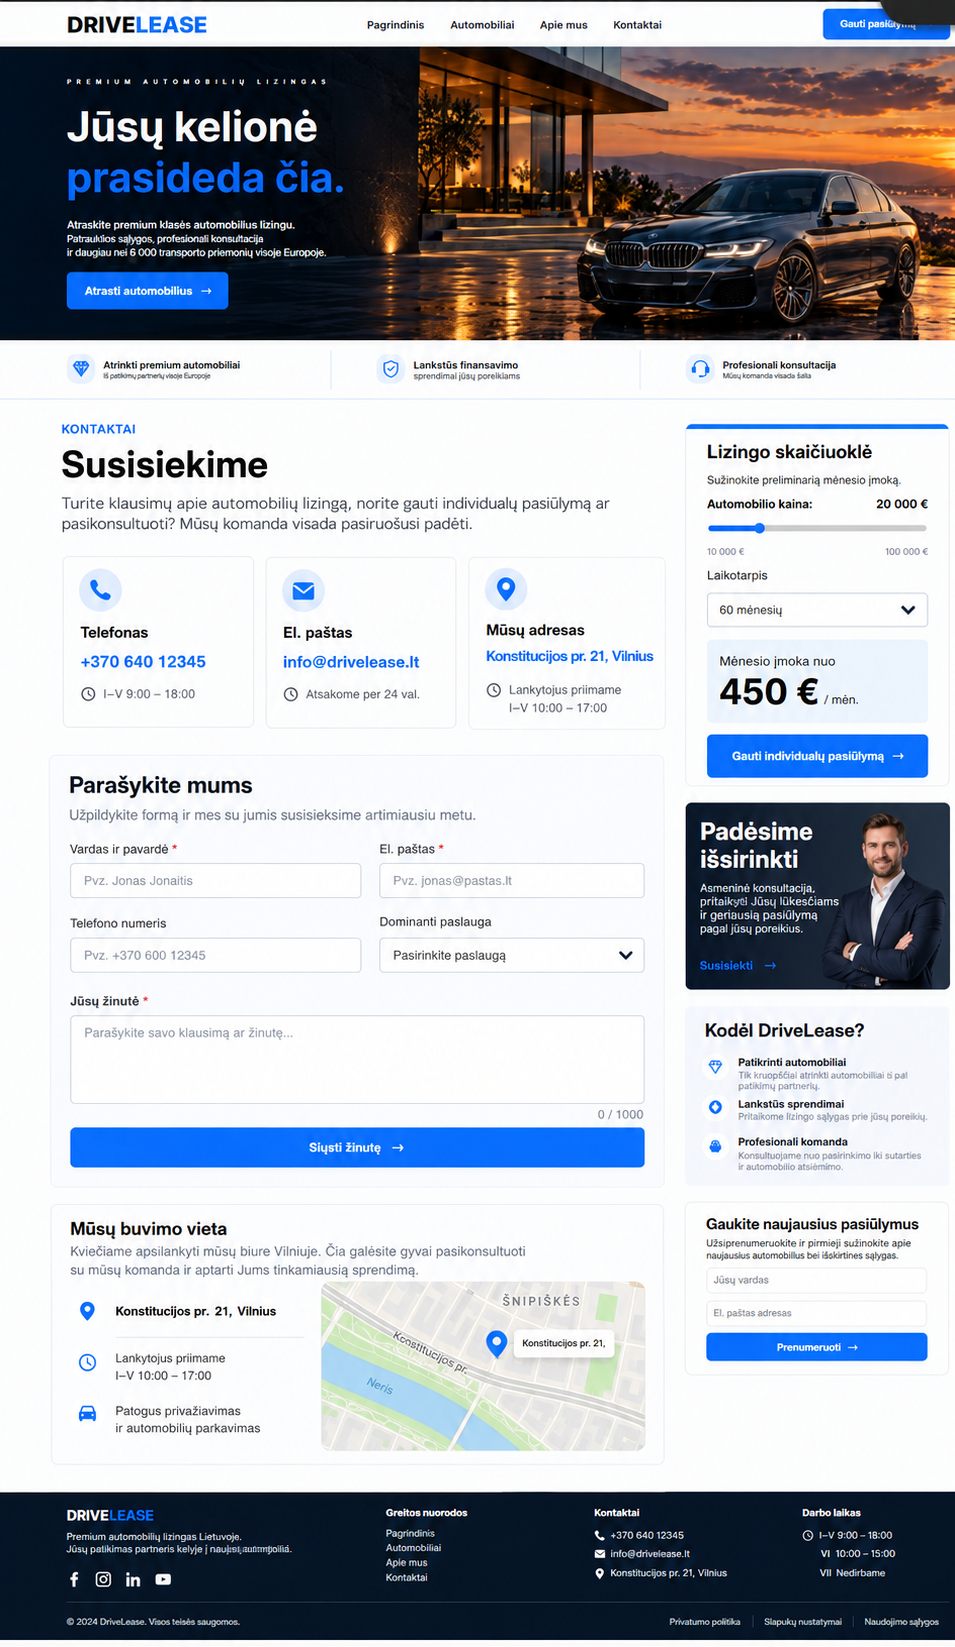 DRIVELEASE
Pagrindinis
Automobiliai
Apie mus
Kontaktai
Gauti
PREMIUM AUTOMOBILIŲ LIZINGAS
Jūsų kelionė
prasideda čia.
Atraskite premium klasės automobilius lizingu.
Patrauklios sąlygos, profesionali konsultacija
ir daugiau nei 6 000 transporto priemonių visoje Europoje.
Atrasti automobilius →
Atrinkti premium automobiliai
Iš patikimų partnerių visoje Europoje
Lankstūs finansavimo
sprendimai jūsų poreikiams
Profesionali konsultacija
Mūsų komanda visada šalia
KONTAKTAI
Susisiekime
Turite klausimų apie automobilių lizingą, norite gauti individualų pasiūlymą ar
pasikonsultuoti? Mūsų komanda visada pasiruošusi padėti.
Telefonas
+370 640 12345
I–V 9:00 – 18:00
El. paštas
info@drivelease.lt
Atsakome per 24 val.
Mūsų adresas
Konstitucijos pr. 21, Vilnius
Lankytojus priimame
I–V 10:00 – 17:00
Parašykite mums
Užpildykite formą ir mes su jumis susisieksime artimiausiu metu.
Vardas ir pavardė *
Pvz. Jonas Jonaitis
El. paštas *
Pvz. jonas@pastas.lt
Telefono numeris
Pvz. +370 600 12345
Dominanti paslauga
Pasirinkite paslaugą
Jūsų žinutė *
Parašykite savo klausimą ar žinutę...
0 / 1000
Siųsti žinutę →
Mūsų buvimo vieta
Kviečiame apsilankyti mūsų biure Vilniuje. Čia galėsite gyvai pasikonsultuoti
su mūsų komanda ir aptarti Jums tinkamiausią sprendimą.
Konstitucijos pr. 21, Vilnius
Lankytojus priimame
I–V 10:00 – 17:00
Patogus privažiavimas
ir automobilių parkavimas
ŠNIPIŠKĖS
Konstitucijos pr. 21,
Konstitucijos pr.
Neris
Lizingo skaičiuoklė
Sužinokite preliminarią mėnesio įmoką.
Automobilio kaina: 20 000 €
10 000 € 100 000 €
Laikotarpis
60 mėnesių
Mėnesio įmoka nuo
450 € / mėn.
Gauti individualų pasiūlymą →
Padėsime
išsirinkti
Asmeninė konsultacija,
Jūsų lūkesčiams
ir geriausią pasiūlymą
pagal jūsų poreikius.
Susisiekti →
Kodėl DriveLease?
Patikrinti automobiliai
Tik kruopščiai atrinkti automobiliai
patikimų partnerių.
Lankstūs sprendimai
Pritaikome lizingo sąlygas prie jūsų poreikių.
Profesionali komanda
Konsultuojame nuo pasirinkimo iki sutarties
ir automobilio atsiėmimo.
Gaukite naujausius pasiūlymus
Užsiprenumeruokite ir pirmieji sužinokite apie
naujausius automobilius bei išskirtines sąlygas.
Jūsų vardas
El. paštas adresas
Prenumeruoti →
DRIVELEASE
Premium automobilių lizingas Lietuvoje.
Jūsų patikimas partneris kelyje į
Greitos nuorodos
Pagrindinis
Automobiliai
Apie mus
Kontaktai
Kontaktai
+370 640 12345
info@drivelease.lt
Konstitucijos pr. 21, Vilnius
Darbo laikas
I–V 9:00 – 18:00
VI 10:00 – 15:00
VII Nedirbame
© 2024 DriveLease. Visos teisės saugomos.
Privatumo politika
Slapukų nustatymai
Naudojimo sąlygos